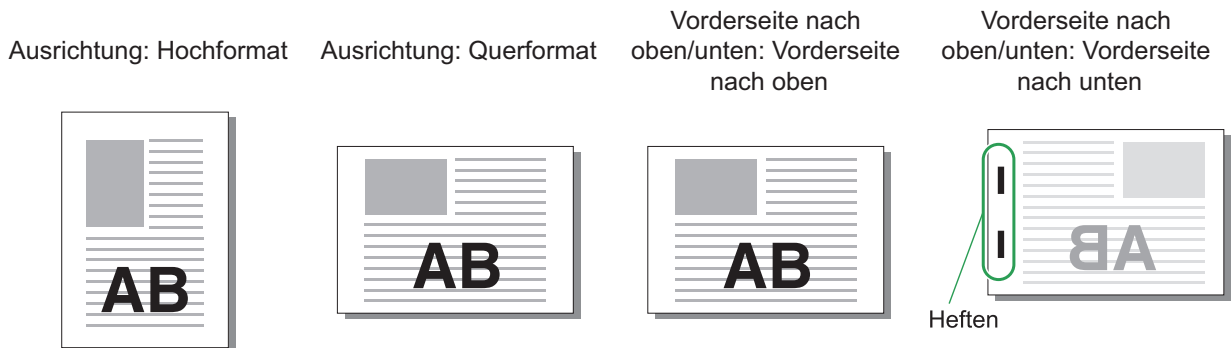 Ausrichtung: Hochformat
Ausrichtung: Querformat
Vorderseite nach
oben/unten: Vorderseite
nach oben
Vorderseite nach
oben/unten: Vorderseite
nach unten
AB
AB
AB
AB
Heften